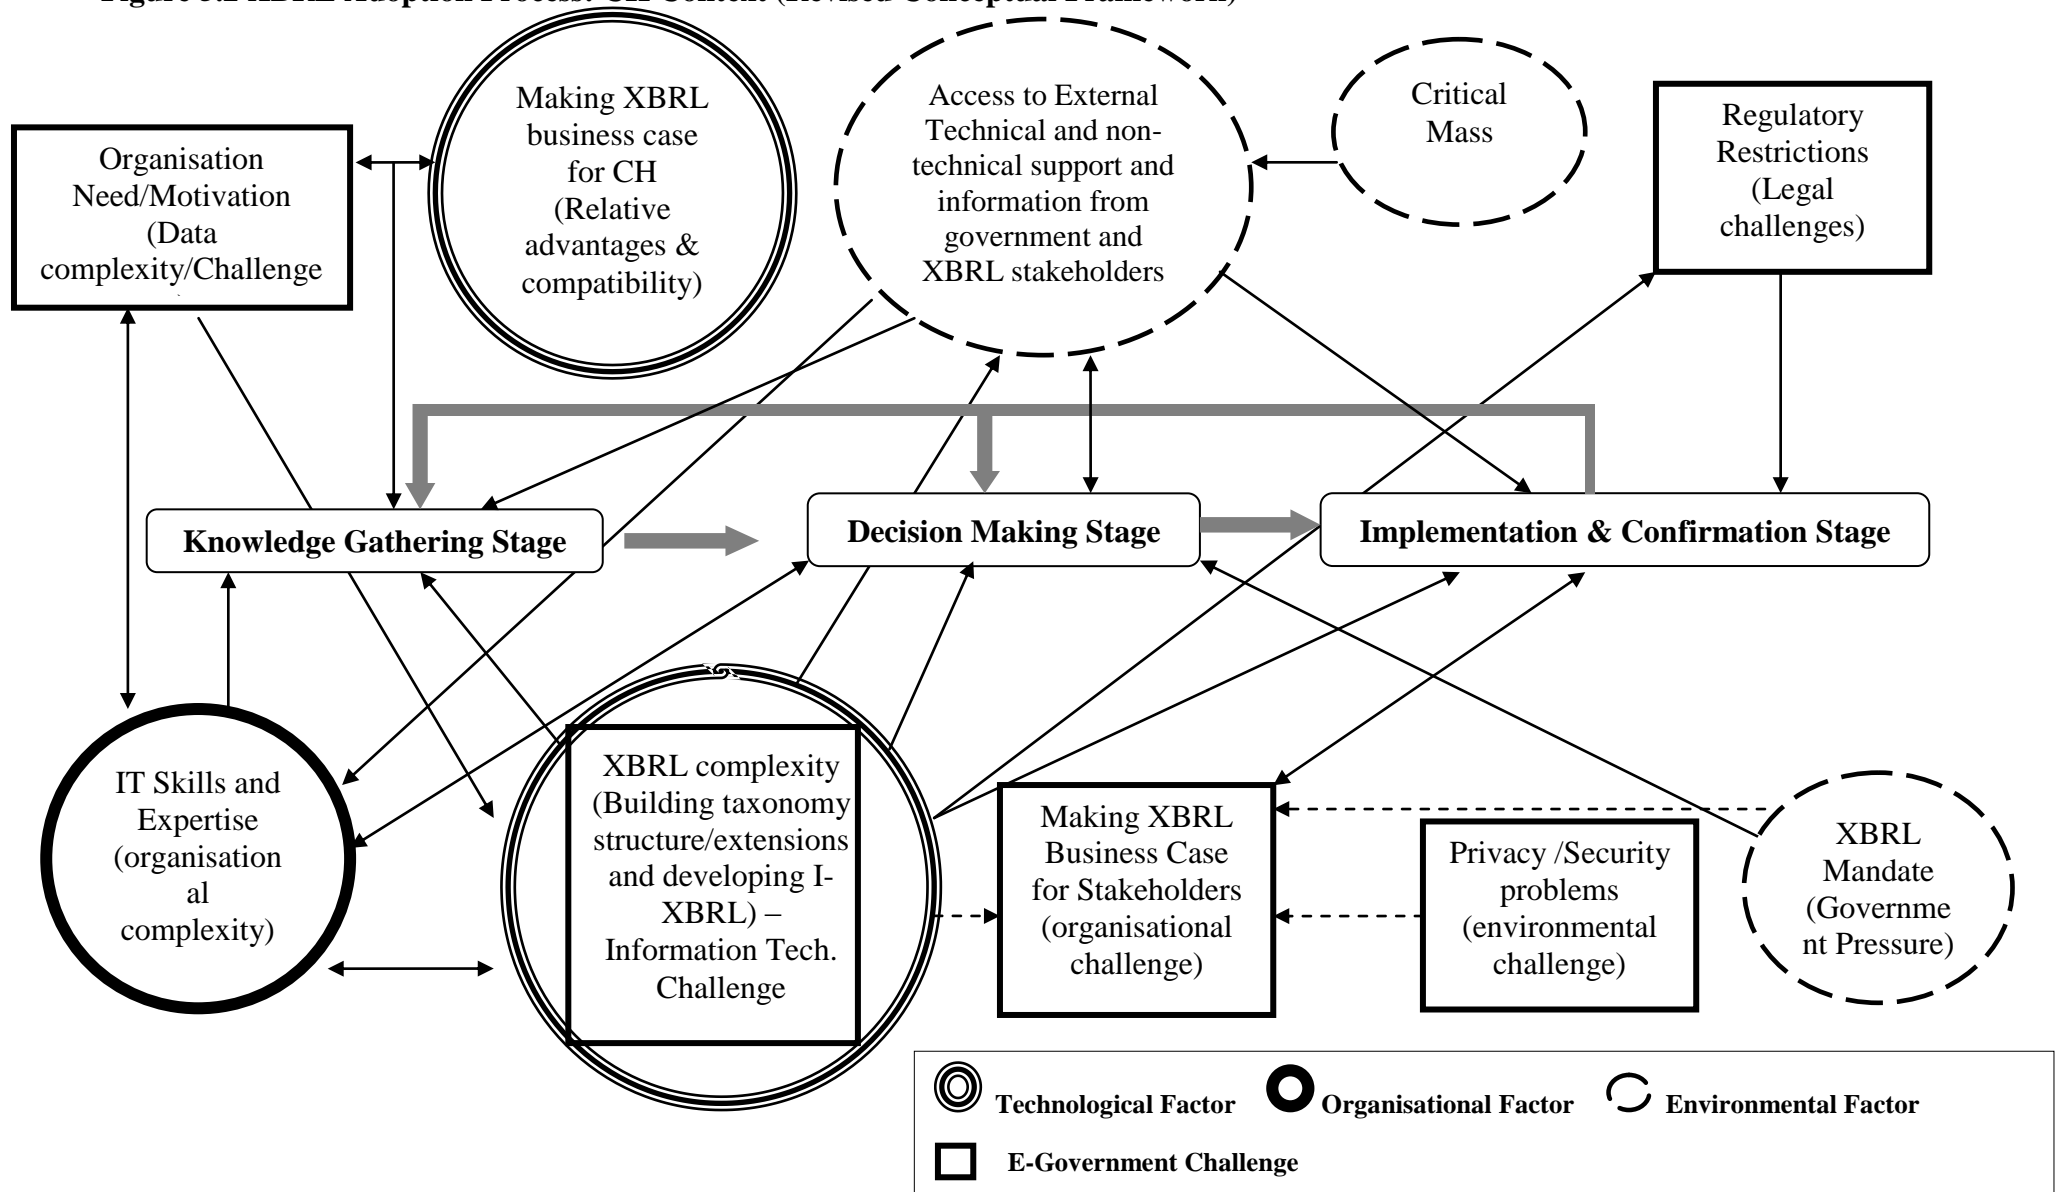 Organisation
Need/Motivation
(Data
complexity/Challenge
Making XBRL
business case
for CH
(Relative
advantages &
compatibility)
Access to External
Technical and non-
technical support and
information from
government and
XBRL stakeholders
Critical
Mass
Regulatory
Restrictions
(Legal
challenges)
Knowledge Gathering Stage
Decision Making Stage
Implementation & Confirmation Stage
IT Skills and
Expertise
(organisation
al
complexity)
XBRL complexity
(Building taxonomy
structure/extensions
and developing I-
XBRL) –
Information Tech.
Challenge
Making XBRL
Business Case
for Stakeholders
(organisational
challenge)
Privacy /Security
problems
(environmental
challenge)
XBRL
Mandate
(Governme
nt Pressure)
Technological Factor
Organisational Factor
Environmental Factor
E-Government Challenge